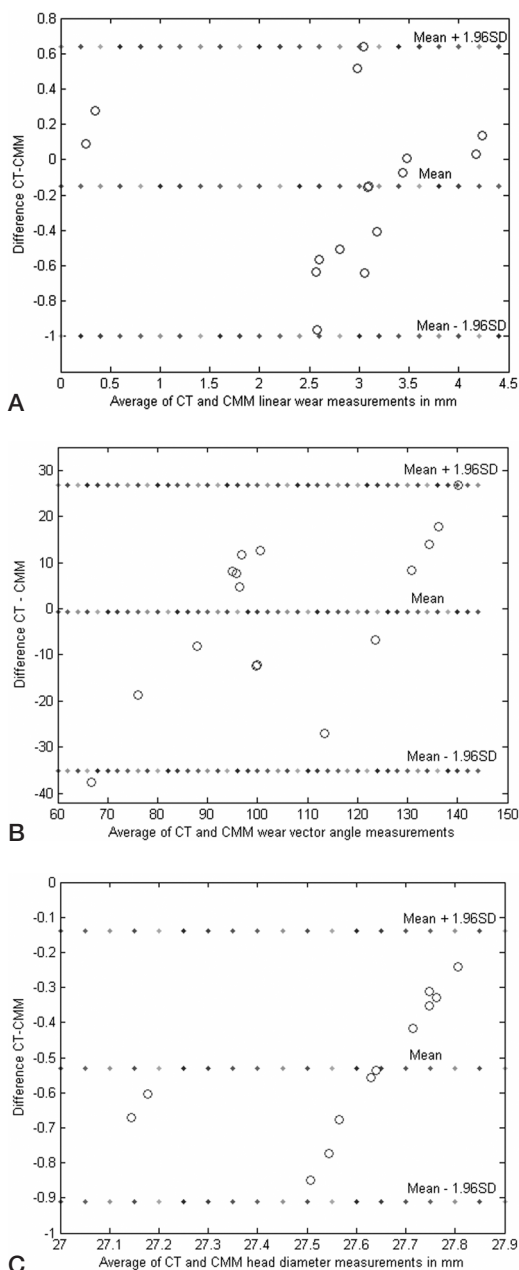 0.8
Mean + 1.96SD
0.6
0.4
0.2
0
Difference CT-CMM
-0.2
Mean
-0.4
-0.6
-0.8
Mean - 1.96SD
-1
0 0.5 1 1.5 2 2.5 3 3.5 4 4.5
A
Average of CT and CMM linear wear measurements in mm
30
Mean + 1.96SD
20
10
Difference CT - CMM
0
Mean
-10
-20
-30
Mean - 1.96SD
-40
60 70 80 90 100 110 120 130 140 150
B
Average of CT and CMM wear vector angle measurements
0
-0.1
Mean + 1.96SD
-0.2
-0.3
-0.4
Difference CT-CMM
-0.5
Mean
-0.6
-0.7
-0.8
-0.9
Mean - 1.96SD
-1
27 27.1 27.2 27.3 27.4 27.5 27.6 27.7 27.8 27.9
C
Average of CT and CMM head diameter measurements in mm